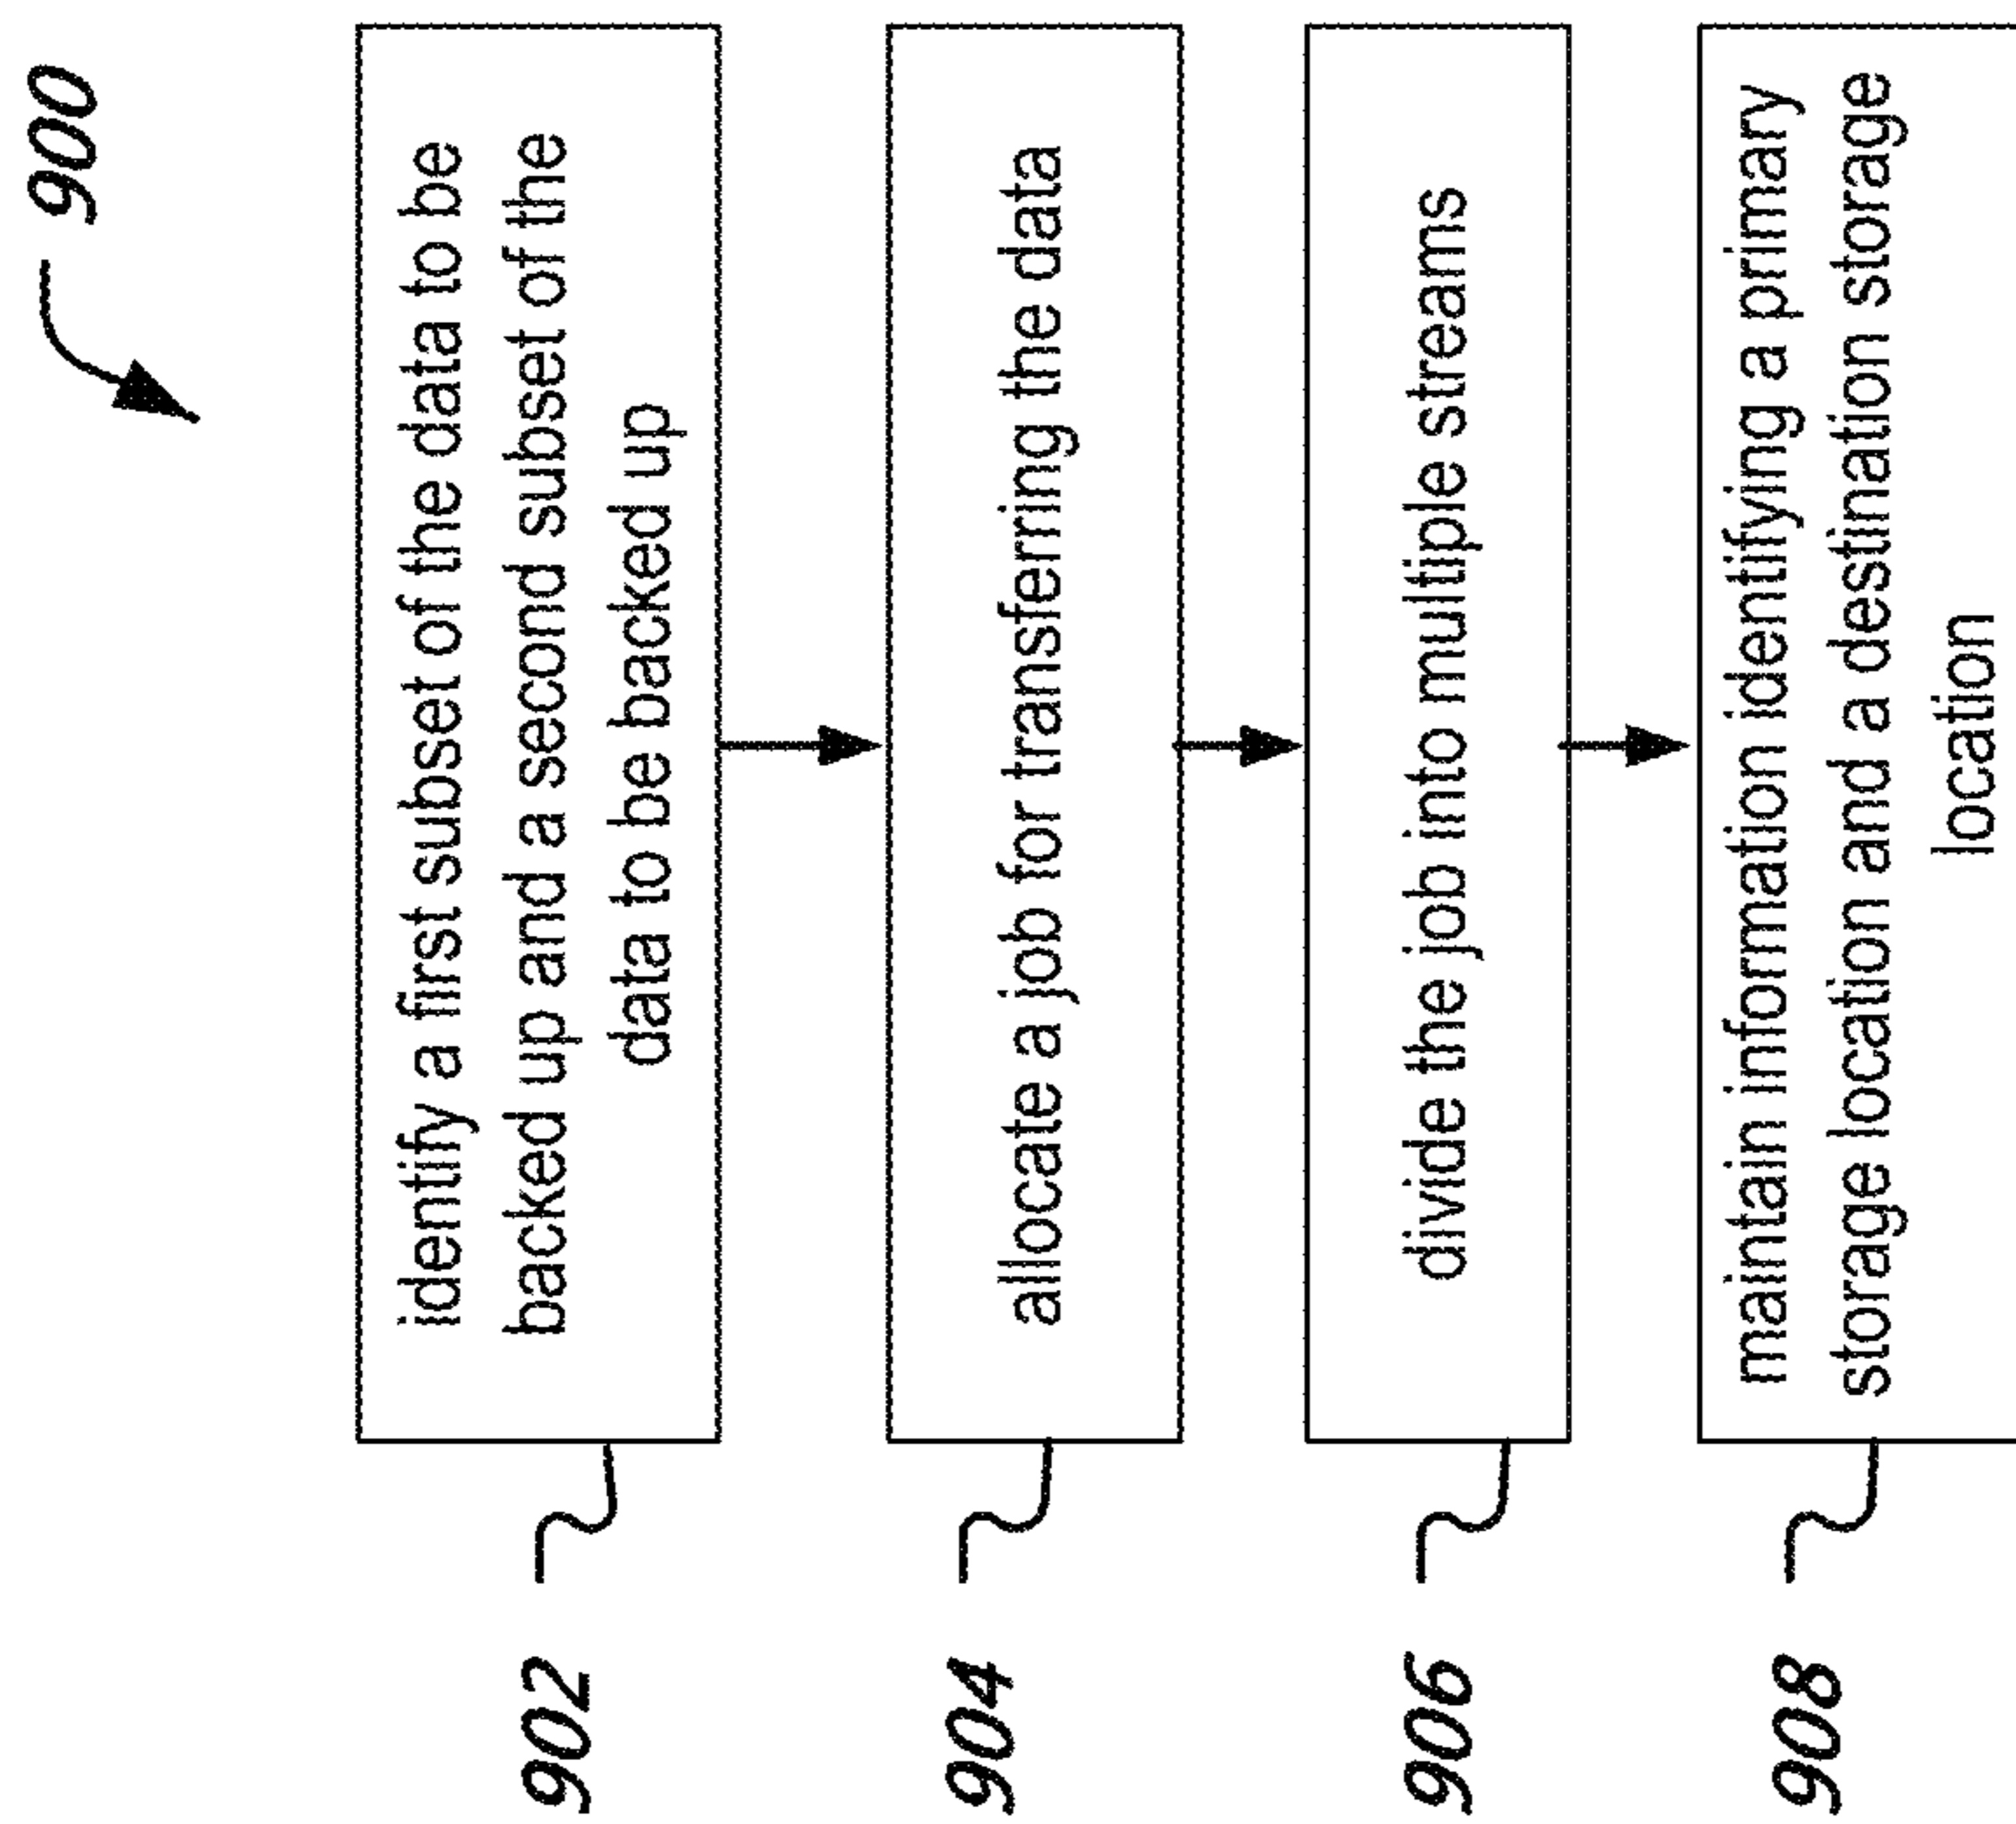 900
902
identify a first subset of the data to be
backed up and a second subset of the
data to be backed up
904
allocate a job for transferring the data
906
divide the job into multiple streams
908
maintain information identifying a primary
storage location and a destination storage
location